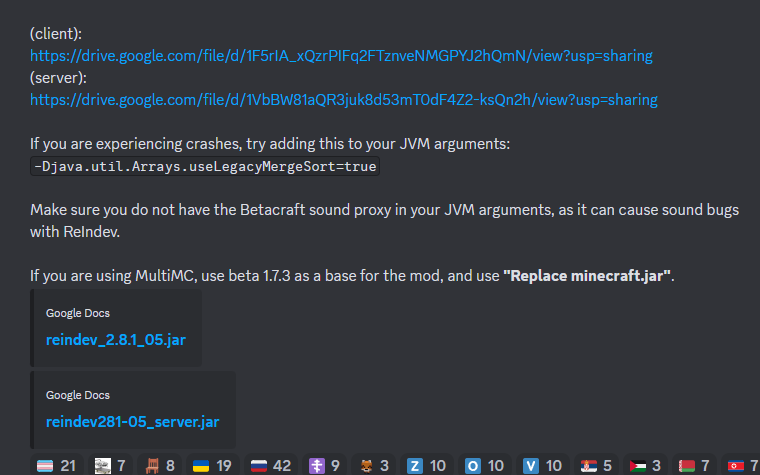 (client):
https://drive.google.com/file/d/1F5rIA_xQzrPIFq2FTznveNMGPYJ2hQmN/view?usp=sharing
(server):
https://drive.google.com/file/d/1VbBW81aQR3juk8d53mT0dF4Z2-ksQn2h/view?usp=sharing
If you are experiencing crashes, try adding this to your JVM arguments:
-Djava.util.Arrays.useLegacyMergeSort=true
Make sure you do not have the Betacraft sound proxy in your JVM arguments, as it can cause sound bugs
with ReIndev.
If you are using MultiMC, use beta 1.7.3 as a base for the mod, and use "Replace minecraft.jar".
Google Docs
reindev_2.8.1_05.jar
Google Docs
reindev281-05_server.jar
21 7 8 19 42 9 3 Z 10 O 10 V 10 5 3 7 7